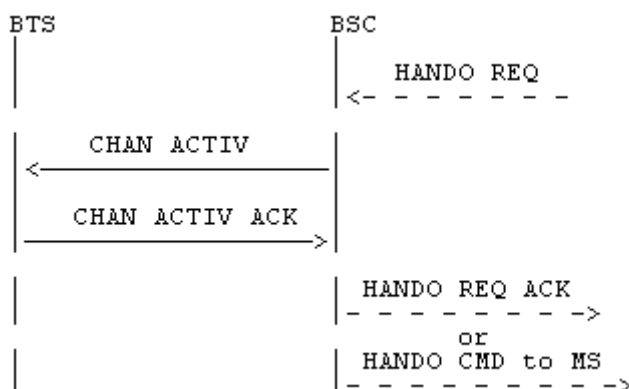 BTS BSC
HANDO REQ
CHAN ACTIV
CHAN ACTIV ACK
HANDO REQ ACK
or
HANDO CMD to MS